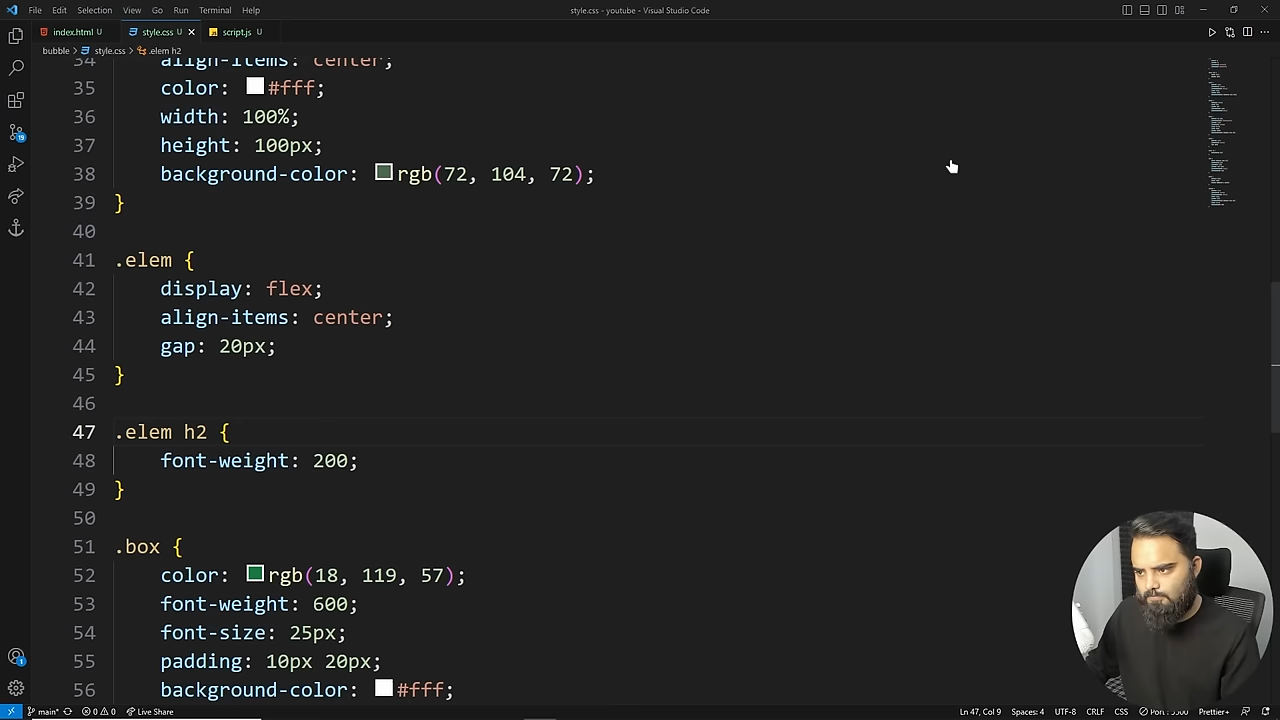 File Edit Selection View Go Run Terminal Help
style.css - youtube - Visual Studio Code
index.html U
style.css U
script.js U
bubble > style.css > .elem h2
34 align-items: center;
35 color: #fff;
36 width: 100%;
37 height: 100px;
38 background-color: rgb(72, 104, 72);
39 }
40
41 .elem {
42 display: flex;
43 align-items: center;
44 gap: 20px;
45 }
46
47 .elem h2 {
48 font-weight: 200;
49 }
50
51 .box {
52 color: rgb(18, 119, 57);
53 font-weight: 600;
54 font-size: 25px;
55 padding: 10px 20px;
56 background-color: #fff;
19
1
main* 0 0 Live Share
Ln 47, Col 9 Spaces: 4 UTF-8 CRLF CSS Port : Prettier+